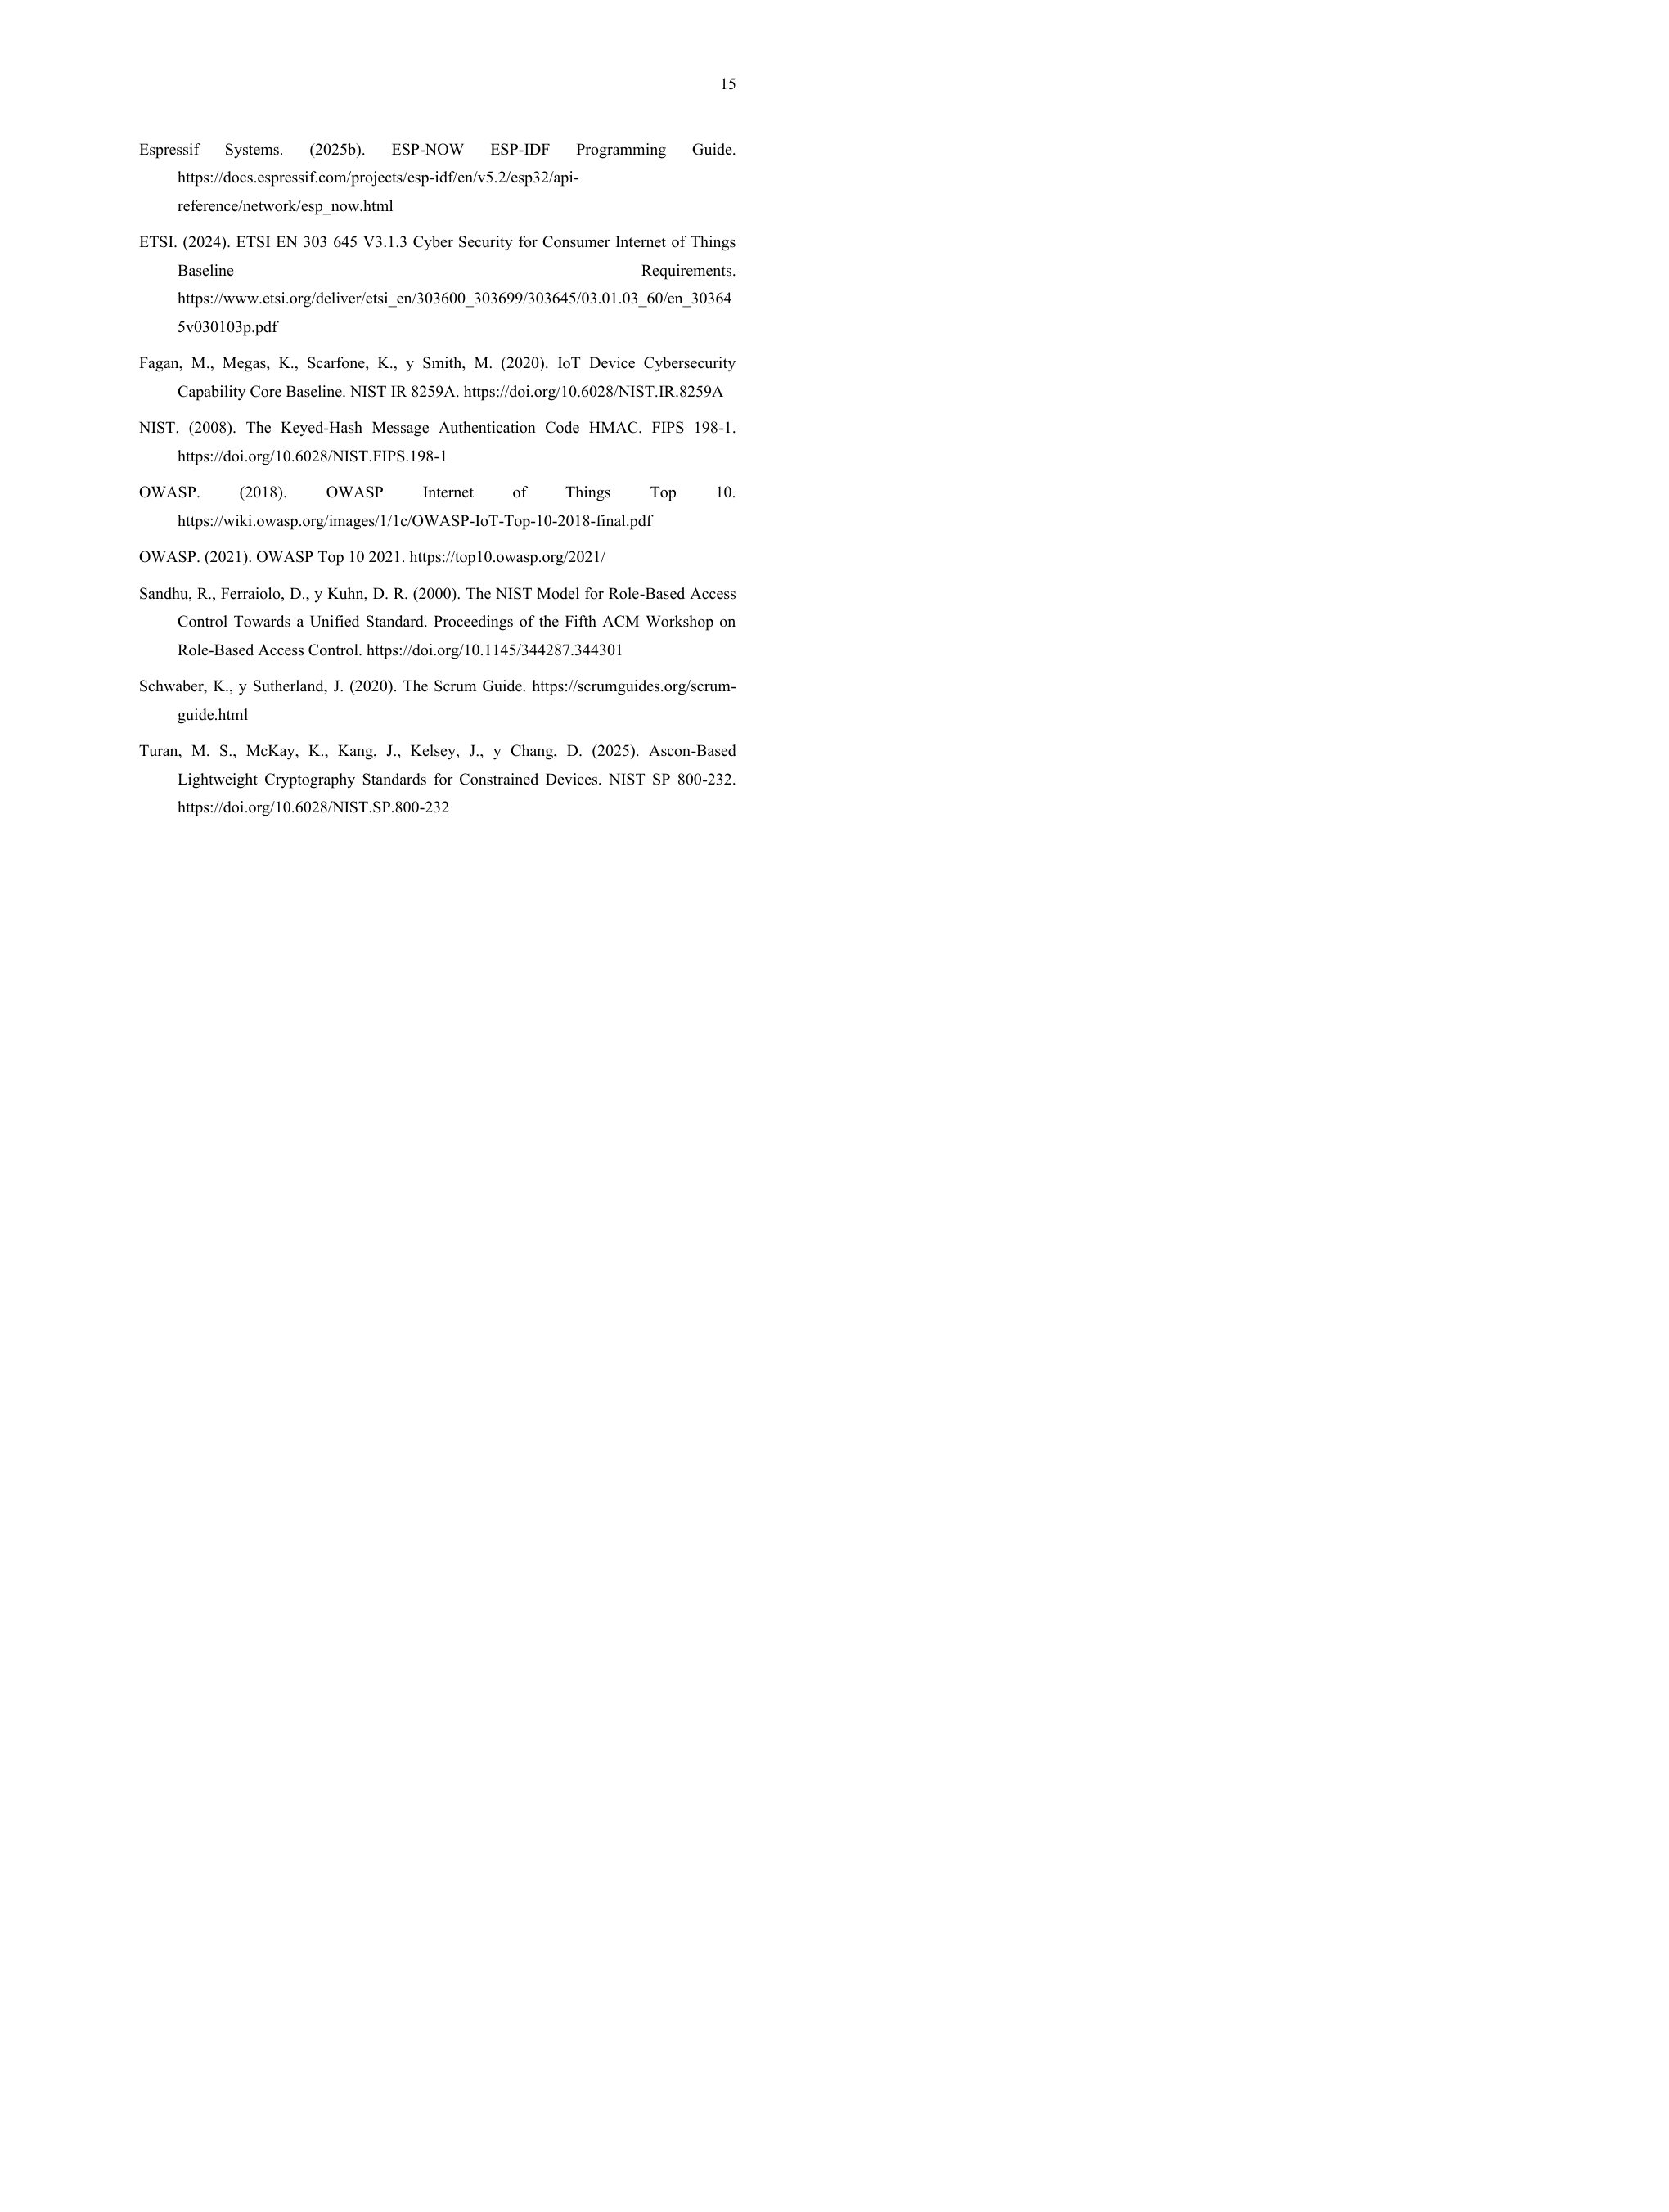 15
Espressif Systems. (2025b). ESP-NOW ESP-IDF Programming Guide.
https://docs.espressif.com/projects/esp-idf/en/v5.2/esp32/api-
reference/network/esp_now.html
ETSI. (2024). ETSI EN 303 645 V3.1.3 Cyber Security for Consumer Internet of Things
Baseline Requirements.
https://www.etsi.org/deliver/etsi_en/303600_303699/303645/03.01.03_60/en_30364
5v030103p.pdf
Fagan, M., Megas, K., Scarfone, K., y Smith, M. (2020). IoT Device Cybersecurity
Capability Core Baseline. NIST IR 8259A. https://doi.org/10.6028/NIST.IR.8259A
NIST. (2008). The Keyed-Hash Message Authentication Code HMAC. FIPS 198-1.
https://doi.org/10.6028/NIST.FIPS.198-1
OWASP. (2018). OWASP Internet of Things Top 10.
https://wiki.owasp.org/images/1/1c/OWASP-IoT-Top-10-2018-final.pdf
OWASP. (2021). OWASP Top 10 2021. https://top10.owasp.org/2021/
Sandhu, R., Ferraiolo, D., y Kuhn, D. R. (2000). The NIST Model for Role-Based Access
Control Towards a Unified Standard. Proceedings of the Fifth ACM Workshop on
Role-Based Access Control. https://doi.org/10.1145/344287.344301
Schwaber, K., y Sutherland, J. (2020). The Scrum Guide. https://scrumguides.org/scrum-
guide.html
Turan, M. S., McKay, K., Kang, J., Kelsey, J., y Chang, D. (2025). Ascon-Based
Lightweight Cryptography Standards for Constrained Devices. NIST SP 800-232.
https://doi.org/10.6028/NIST.SP.800-232